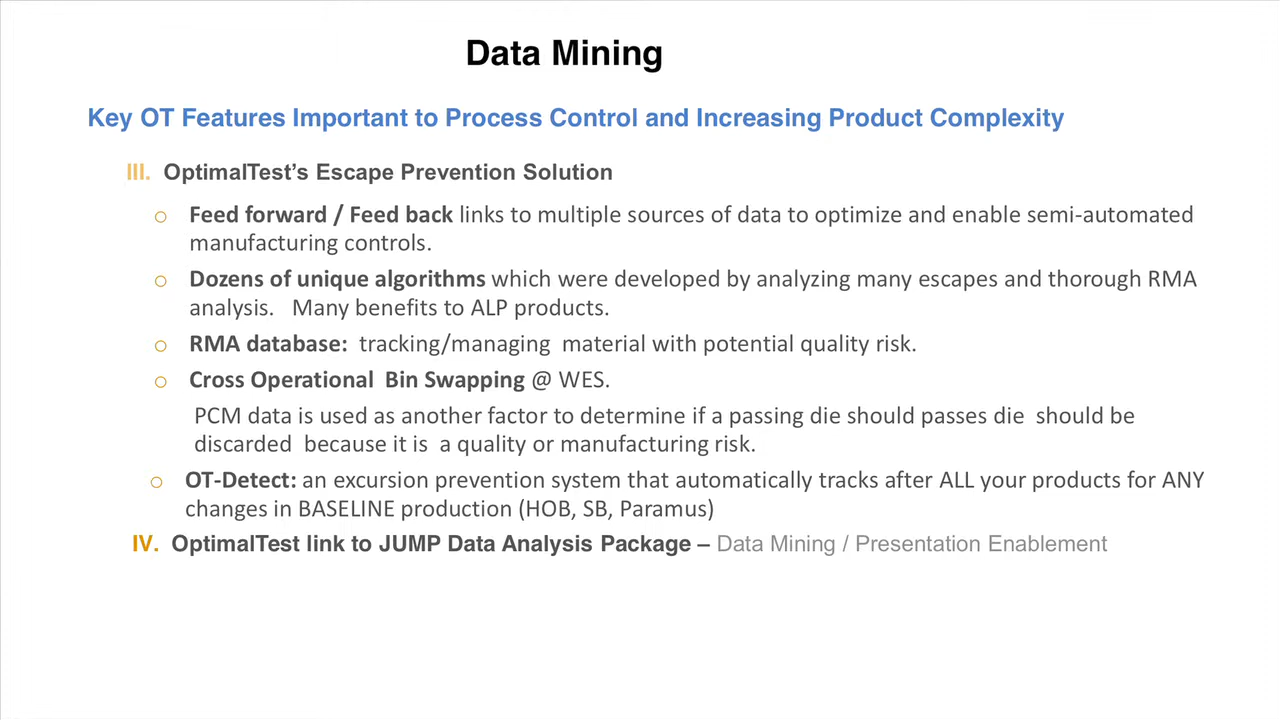 Data Mining
Key OT Features Important to Process Control and Increasing Product Complexity
III. OptimalTest’s Escape Prevention Solution
o Feed forward / Feed back links to multiple sources of data to optimize and enable semi-automated
manufacturing controls.
o Dozens of unique algorithms which were developed by analyzing many escapes and thorough RMA
analysis. Many benefits to ALP products.
o RMA database: tracking/managing material with potential quality risk.
o Cross Operational Bin Swapping @ WES.
PCM data is used as another factor to determine if a passing die should passes die should be
discarded because it is a quality or manufacturing risk.
o OT-Detect: an excursion prevention system that automatically tracks after ALL your products for ANY
changes in BASELINE production (HOB, SB, Paramus)
IV. OptimalTest link to JUMP Data Analysis Package – Data Mining / Presentation Enablement